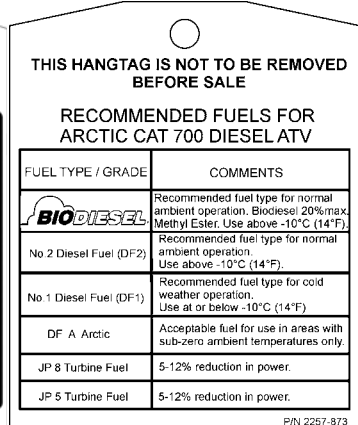 THIS HANGTAG IS NOT TO BE REMOVED
BEFORE SALE
RECOMMENDED FUELS FOR
ARCTIC CAT 700 DIESEL ATV
FUEL TYPE / GRADE
COMMENTS
BIODIESEL
Recommended fuel type for normal
ambient operation. Biodiesel 20%max.
Methyl Ester. Use above -10°C (14°F).
No.2 Diesel Fuel (DF2)
Recommended fuel type for normal
ambient operation.
Use above -10°C (14°F).
No.1 Diesel Fuel (DF1)
Recommended fuel type for cold
weather operation.
Use at or below -10°C (14°F)
DF A Arctic
Acceptable fuel for use in areas with
sub-zero ambient temperatures only.
JP 8 Turbine Fuel
5-12% reduction in power.
JP 5 Turbine Fuel
5-12% reduction in power.
P/N 2257-873